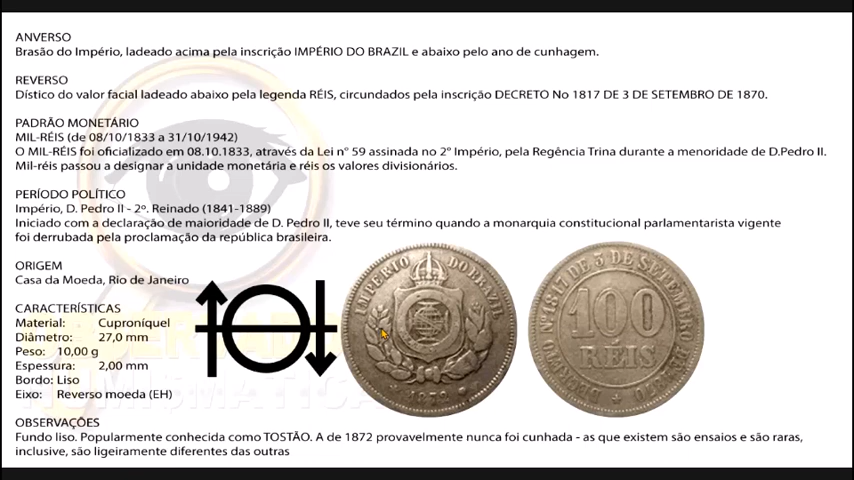 ANVERSO
Brasão do Império, ladeado acima pela inscrição IMPÉRIO DO BRAZIL e abaixo pelo ano de cunhagem.
REVERSO
Dístico do valor facial ladeado abaixo pela legenda RÉIS, circundados pela inscrição DECRETO No 1817 DE 3 DE SETEMBRO DE 1870.
PADRÃO MONETÁRIO
MIL-RÉIS (de 08/10/1833 a 31/10/1942)
O MIL-RÉIS foi oficializado em 08.10.1833, através da Lei n° 59 assinada no 2° Império, pela Regência Trina durante a menoridade de D.Pedro II.
Mil-réis passou a designar a unidade monetária e réis os valores divisionários.
PERÍODO POLÍTICO
Império, D. Pedro II - 2º. Reinado (1841-1889)
Iniciado com a declaração de maioridade de D. Pedro II, teve seu término quando a monarquia constitucional parlamentarista vigente
foi derrubada pela proclamação da república brasileira.
ORIGEM
Casa da Moeda, Rio de Janeiro
CARACTERÍSTICAS
Material: Cuproníquel
Diâmetro: 27,0 mm
Peso: 10,00 g
Espessura: 2,00 mm
Bordo: Liso
Eixo: Reverso moeda (EH)
IMPERIO DO BRAZIL
DECRETO Nº 1817 DE 3 DE SETEMBRO DE 1870
100
RÉIS
OBSERVAÇÕES
Fundo liso. Popularmente conhecida como TOSTÃO. A de 1872 provavelmente nunca foi cunhada - as que existem são ensaios e são raras,
inclusive, são ligeiramente diferentes das outras